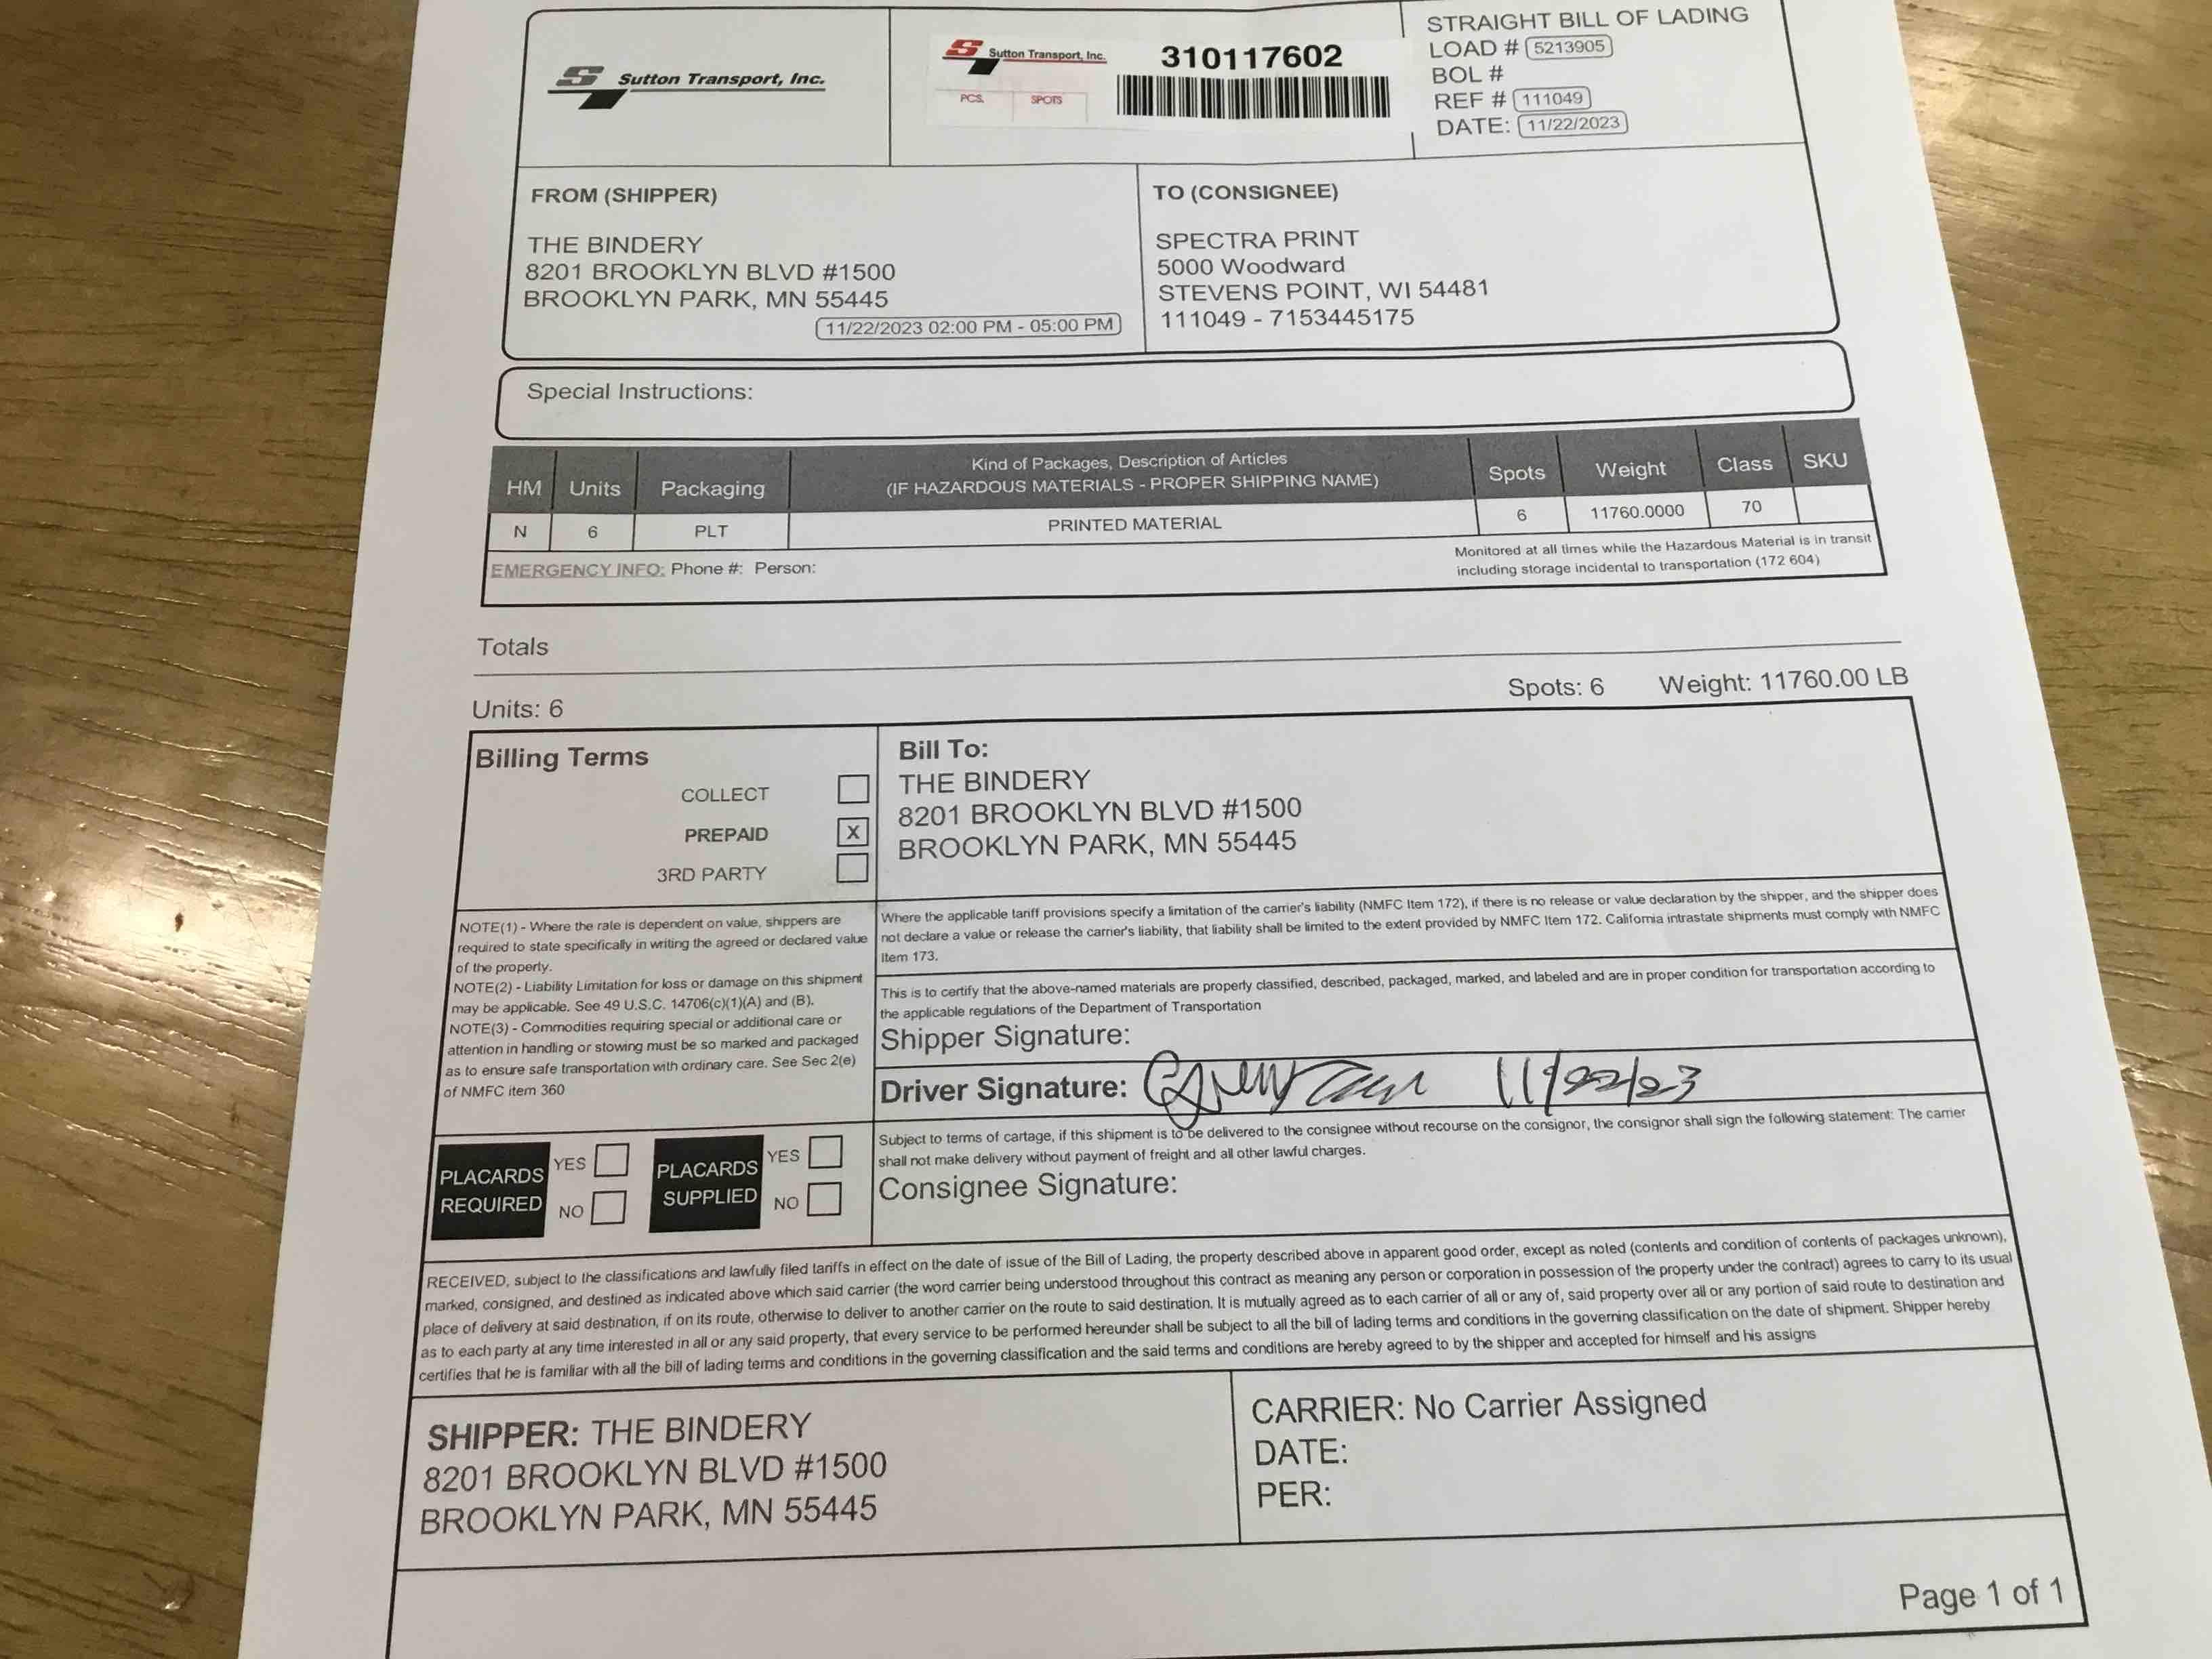 Sutton Transport, Inc.
Sutton Transport, Inc.
PCS.
SPOTS
310117602
STRAIGHT BILL OF LADING
LOAD # 5213905
BOL #
REF # 111049
DATE: 11/22/2023
FROM (SHIPPER)
THE BINDERY
8201 BROOKLYN BLVD #1500
BROOKLYN PARK, MN 55445
11/22/2023 02:00 PM - 05:00 PM
TO (CONSIGNEE)
SPECTRA PRINT
5000 Woodward
STEVENS POINT, WI 54481
111049 - 7153445175
Special Instructions:
HM Units Packaging Kind of Packages, Description of Articles Spots Weight Class SKU
(IF HAZARDOUS MATERIALS - PROPER SHIPPING NAME)
N 6 PLT PRINTED MATERIAL 6 11760.0000 70
EMERGENCY INFO: Phone #: Person:
Monitored at all times while the Hazardous Material is in transit
including storage incidental to transportation (172 604)
Totals
Units: 6 Spots: 6 Weight: 11760.00 LB
Billing Terms
COLLECT
PREPAID X
3RD PARTY
Bill To:
THE BINDERY
8201 BROOKLYN BLVD #1500
BROOKLYN PARK, MN 55445
NOTE(1) - Where the rate is dependent on value, shippers are
required to state specifically in writing the agreed or declared value
of the property.
NOTE(2) - Liability Limitation for loss or damage on this shipment
may be applicable. See 49 U.S.C. 14706(c)(1)(A) and (B).
NOTE(3) - Commodities requiring special or additional care or
attention in handling or stowing must be so marked and packaged
as to ensure safe transportation with ordinary care. See Sec 2(e)
of NMFC item 360
Where the applicable tariff provisions specify a limitation of the carrier's liability (NMFC Item 172), if there is no release or value declaration by the shipper, and the shipper does
not declare a value or release the carrier's liability, that liability shall be limited to the extent provided by NMFC Item 172. California intrastate shipments must comply with NMFC
Item 173.
This is to certify that the above-named materials are properly classified, described, packaged, marked, and labeled and are in proper condition for transportation according to
the applicable regulations of the Department of Transportation
Shipper Signature:
Driver Signature: 11/22/23
PLACARDS REQUIRED YES NO
PLACARDS SUPPLIED YES NO
Subject to terms of cartage, if this shipment is to be delivered to the consignee without recourse on the consignor, the consignor shall sign the following statement: The carrier
shall not make delivery without payment of freight and all other lawful charges.
Consignee Signature:
RECEIVED, subject to the classifications and lawfully filed tariffs in effect on the date of issue of the Bill of Lading, the property described above in apparent good order, except as noted (contents and condition of contents of packages unknown),
marked, consigned, and destined as indicated above which said carrier (the word carrier being understood throughout this contract as meaning any person or corporation in possession of the property under the contract) agrees to carry to its usual
place of delivery at said destination, if on its route, otherwise to deliver to another carrier on the route to said destination. It is mutually agreed as to each carrier of all or any of, said property over all or any portion of said route to destination and
as to each party at any time interested in all or any said property, that every service to be performed hereunder shall be subject to all the bill of lading terms and conditions in the governing classification on the date of shipment. Shipper hereby
certifies that he is familiar with all the bill of lading terms and conditions in the governing classification and the said terms and conditions are hereby agreed to by the shipper and accepted for himself and his assigns
SHIPPER: THE BINDERY
8201 BROOKLYN BLVD #1500
BROOKLYN PARK, MN 55445
CARRIER: No Carrier Assigned
DATE:
PER:
Page 1 of 1